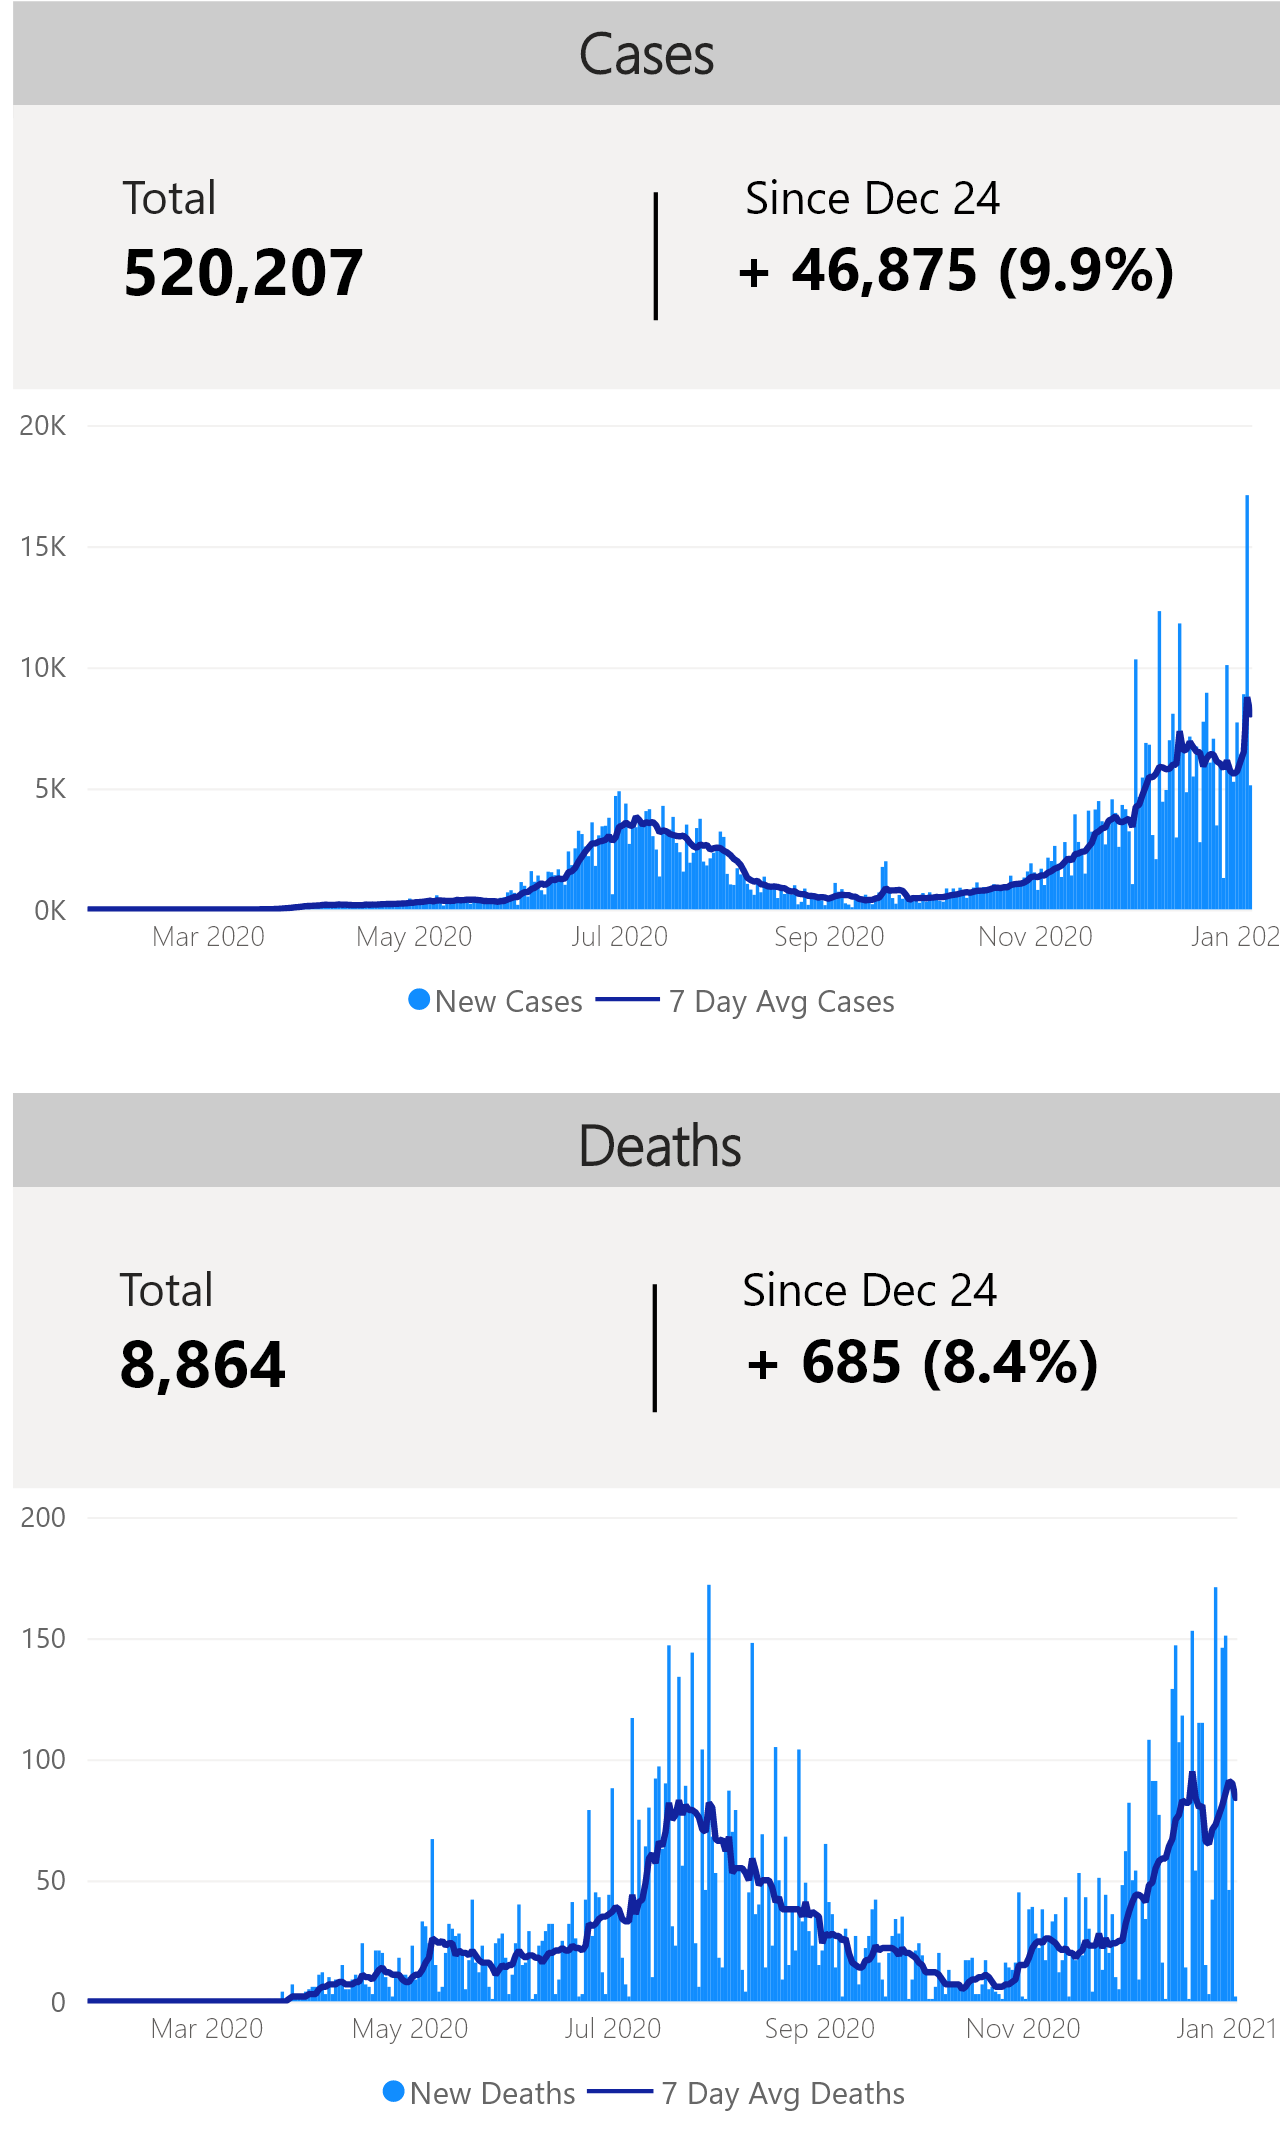 Cases
Total
Since Dec 24
520,207
+ 46,875 (9.9%)
20K
15K
10K
5K
0K
Mar 2020 May 2020 Jul 2020 Sep 2020 Nov 2020 Jan 202
New Cases 7 Day Avg Cases
Deaths
Total
Since Dec 24
8,864
+ 685 (8.4%)
200
150
100
50
0
Mar 2020 May 2020 Jul 2020 Sep 2020 Nov 2020 Jan 2021
New Deaths 7 Day Avg Deaths